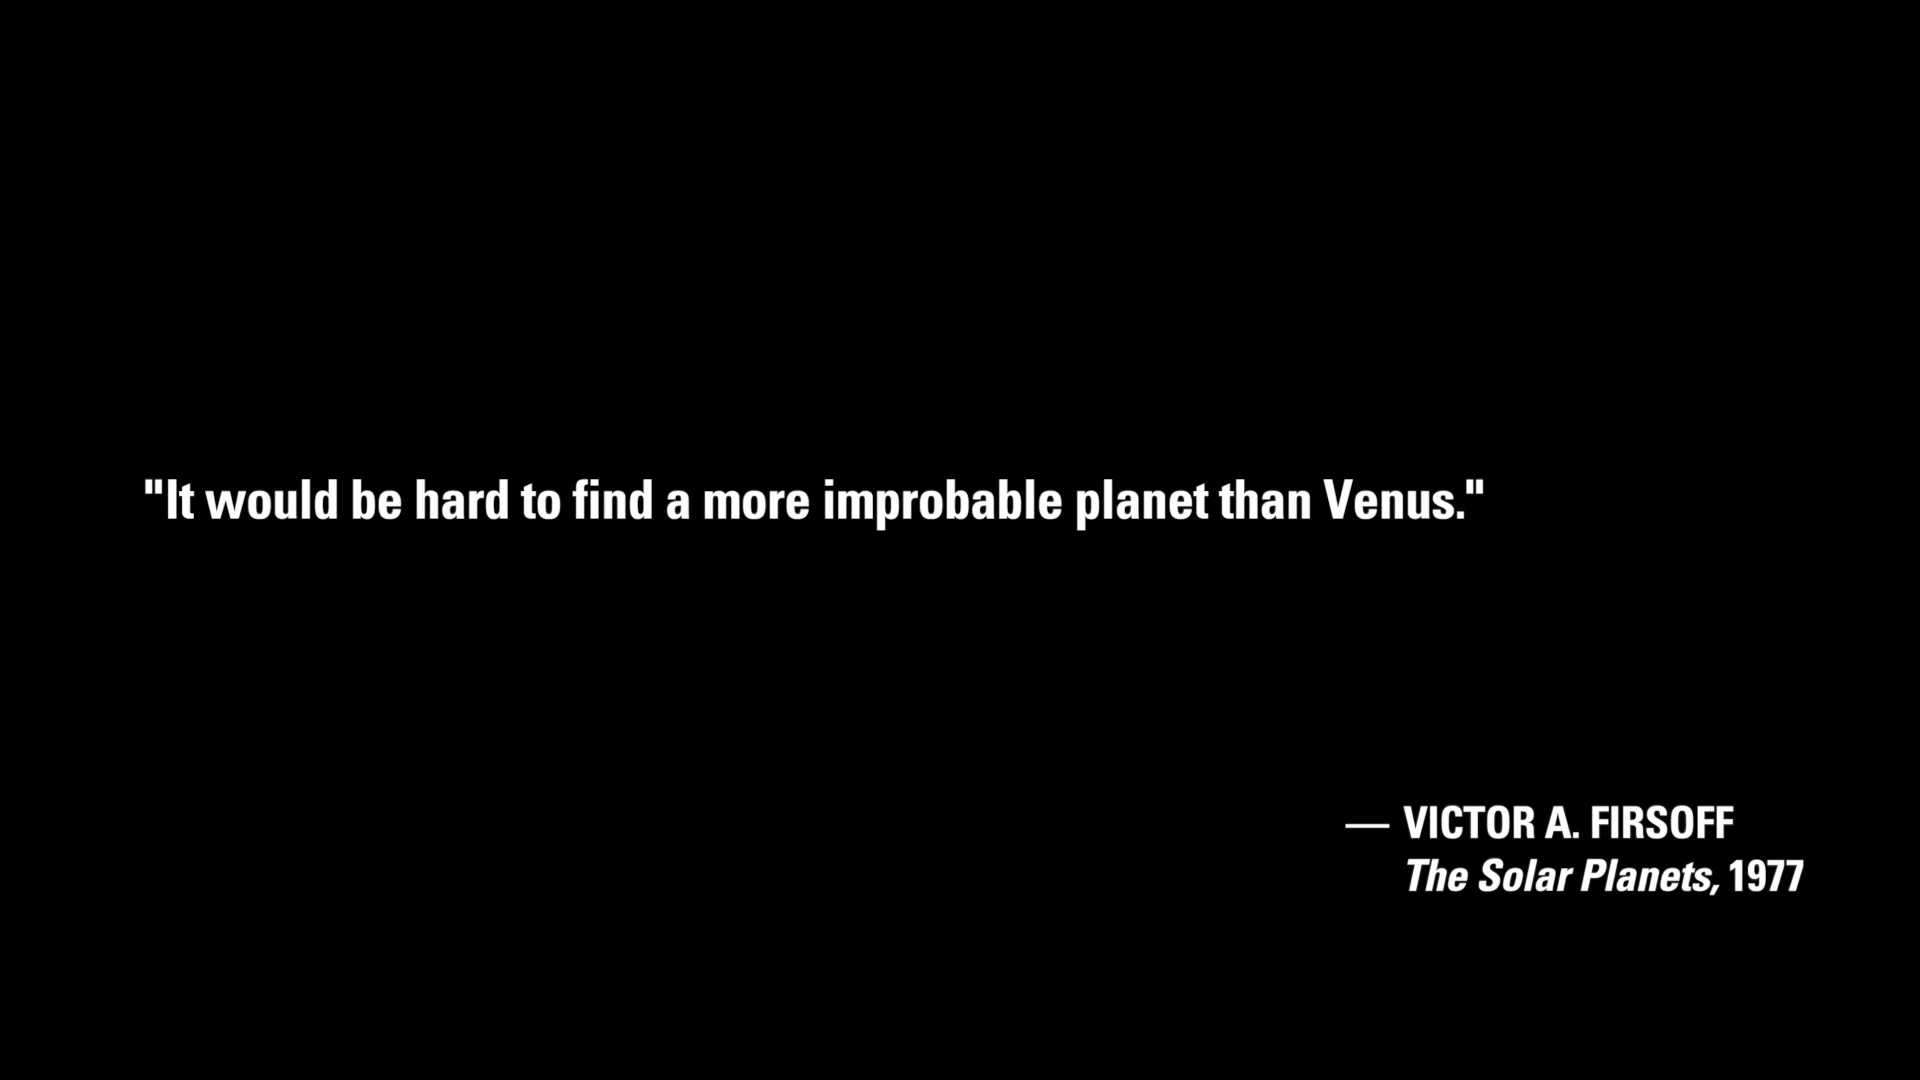 "It would be hard to find a more improbable planet than Venus."
— VICTOR A. FIRSOFF
The Solar Planets, 1977